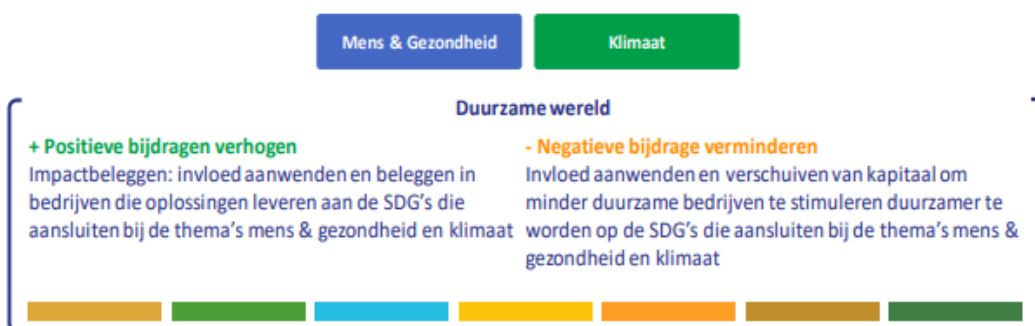 Mens & Gezondheid
Klimaat
Duurzame wereld
+ Positieve bijdragen verhogen
Impactbeleggen: invloed aanwenden en beleggen in
bedrijven die oplossingen leveren aan de SDG's die
aansluiten bij de thema's mens & gezondheid en klimaat
- Negatieve bijdrage verminderen
Invloed aanwenden en verschuiven van kapitaal om
minder duurzame bedrijven te stimuleren duurzamer te
worden op de SDG's die aansluiten bij de thema's mens &
gezondheid en klimaat